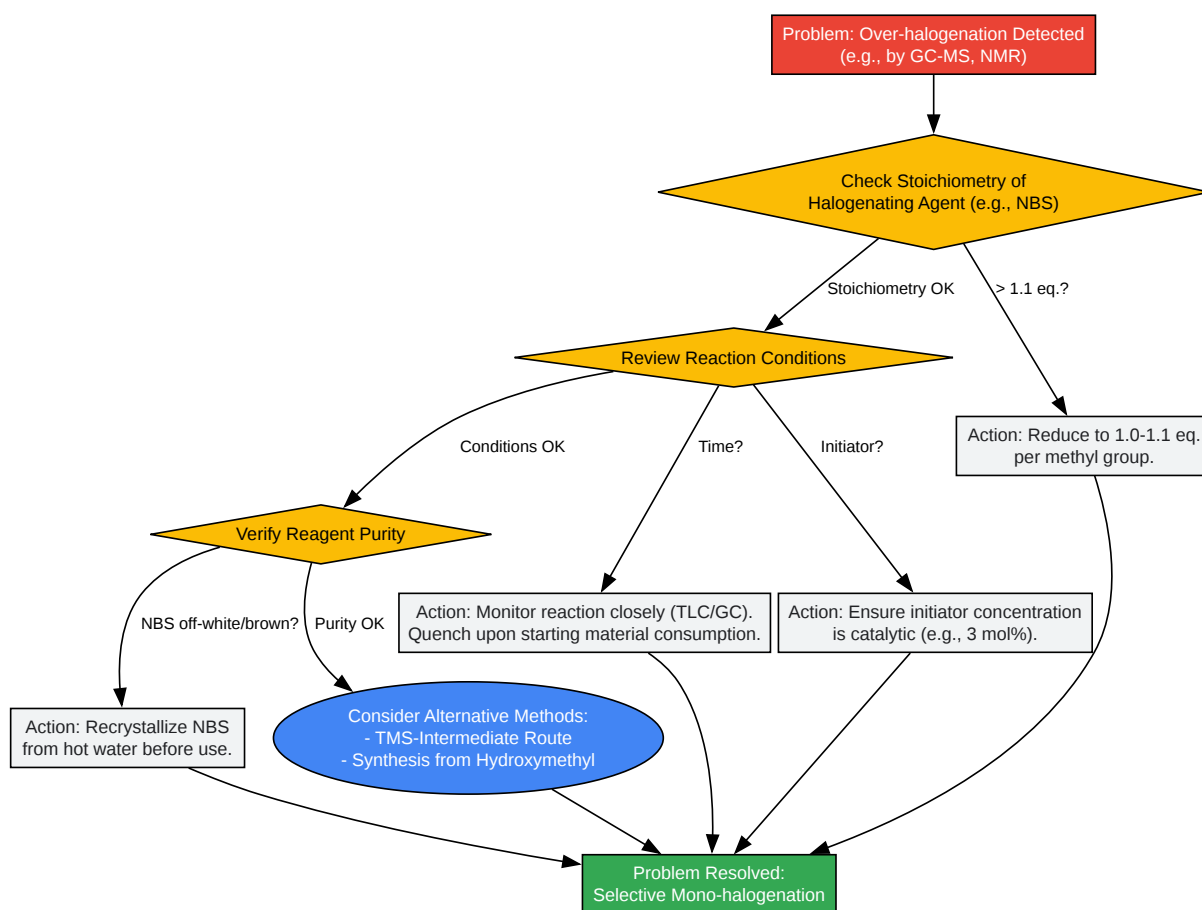 Problem: Over-halogenation Detected
(e.g., by GC-MS, NMR)
Check Stoichiometry of
Halogenating Agent (e.g., NBS)
Stoichiometry OK
> 1.1 eq.?
Review Reaction Conditions
Action: Reduce to 1.0-1.1 eq.
per methyl group.
Conditions OK
Time?
Initiator?
Verify Reagent Purity
NBS off-white/brown?
Purity OK
Action: Monitor reaction closely (TLC/GC).
Quench upon starting material consumption.
Action: Ensure initiator concentration
is catalytic (e.g., 3 mol%).
Action: Recrystallize NBS
from hot water before use.
Consider Alternative Methods:
- TMS-Intermediate Route
- Synthesis from Hydroxymethyl
Problem Resolved:
Selective Mono-halogenation